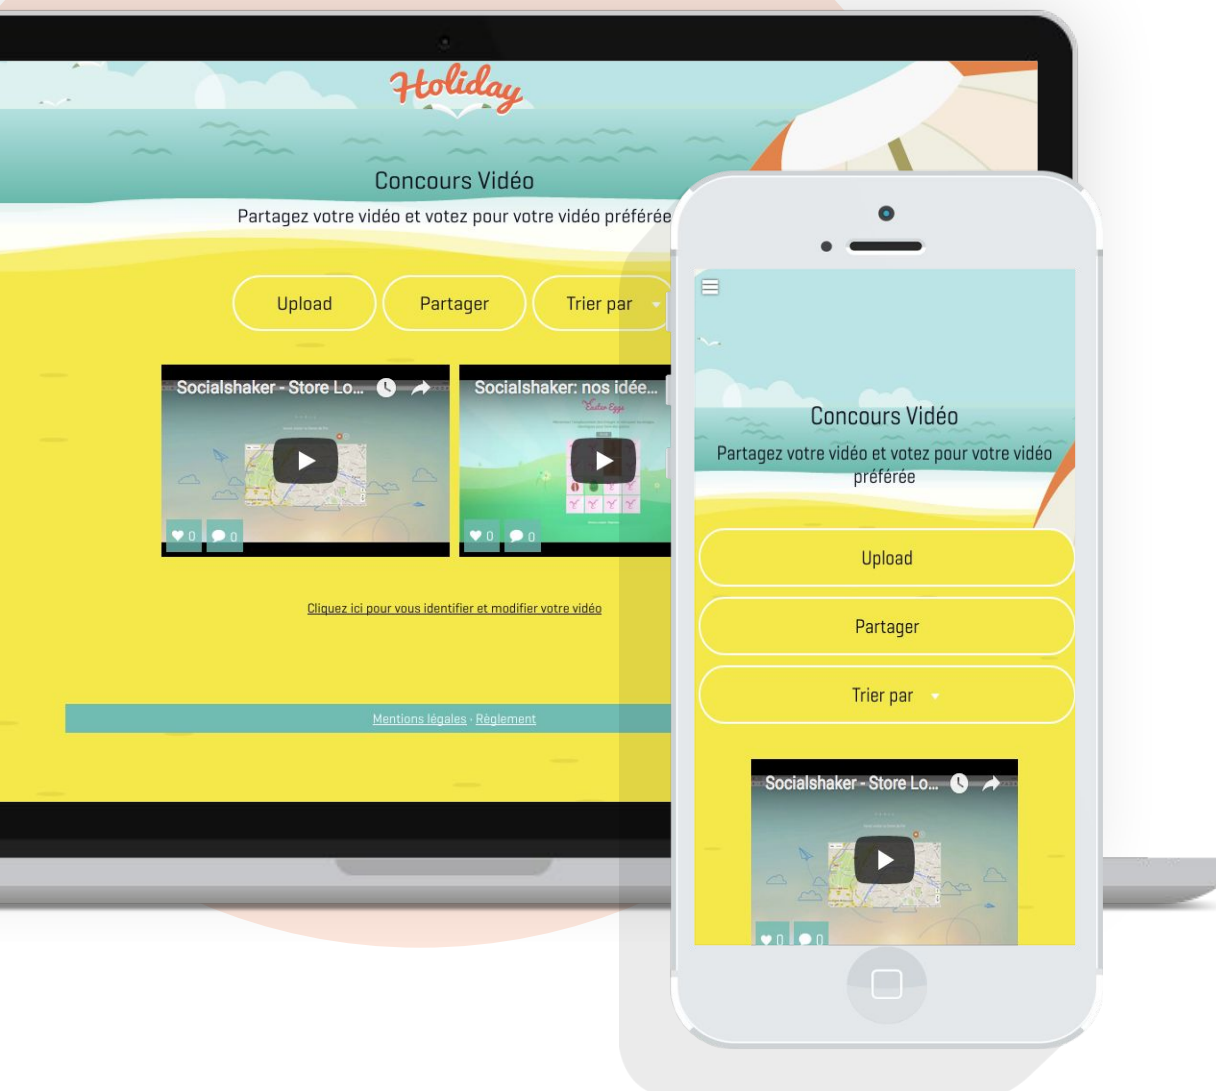 Holiday
Concours Vidéo
Partagez votre vidéo et votez pour votre vidéo préférée
Upload
Partager
Trier par
Socialshaker - Store Lo...
Socialshaker: nos idée...
Easter Eggs
0
0
0
0
Cliquez ici pour vous identifier et modifier votre vidéo
Mentions légales · Règlement
Concours Vidéo
Partagez votre vidéo et votez pour votre vidéo
préférée
Upload
Partager
Trier par
Socialshaker - Store Lo...
0
0